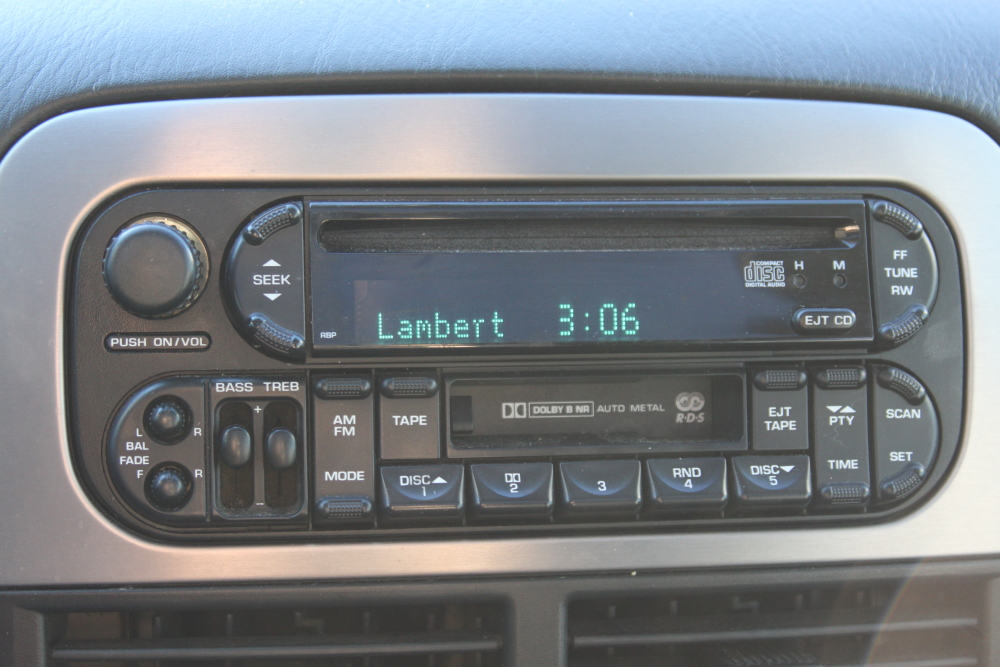 SEEK
PUSH ON/VOL
RBP
Lambert 3:06
COMPACT
disc
DIGITAL AUDIO
H M
EJT CD
FF
TUNE
RW
BASS TREB
+
−
L R
BAL
FADE
F R
AM
FM
MODE
TAPE
DOLBY B NR AUTO METAL
R·D·S
EJT
TAPE
PTY
TIME
SCAN
SET
DISC
1
2
3
RND
4
DISC
5